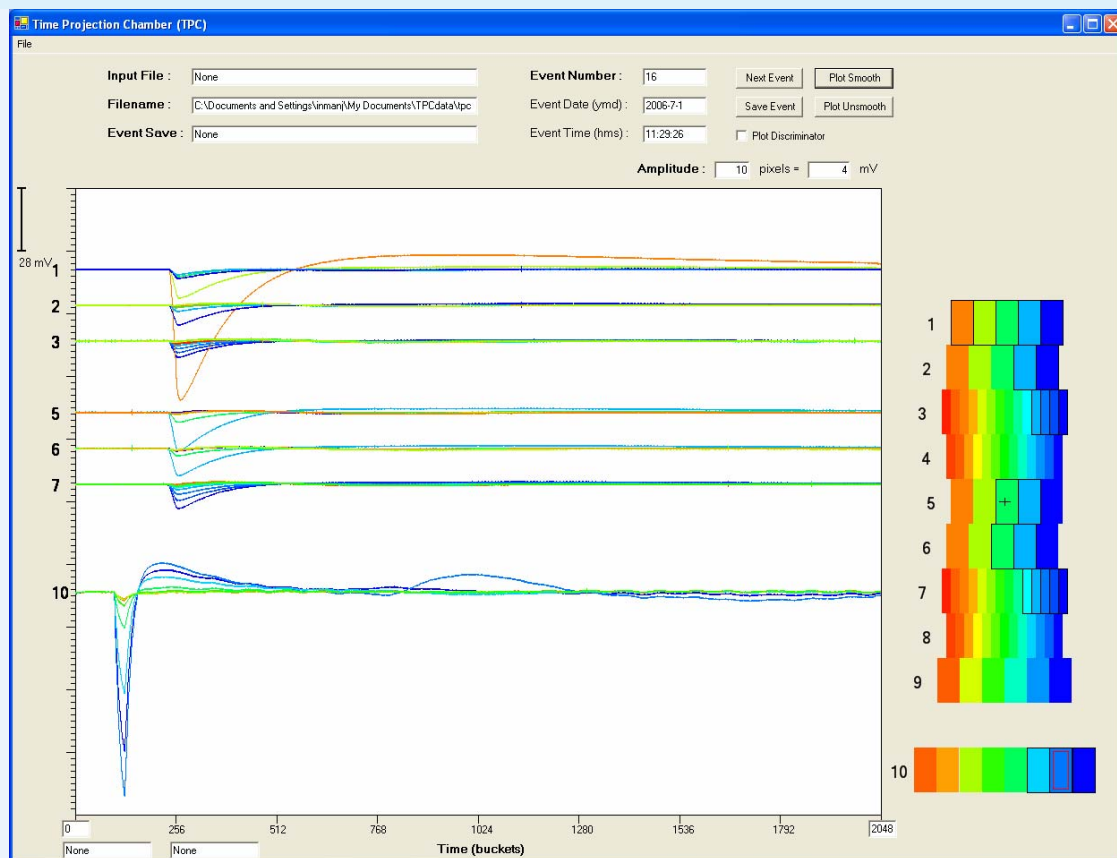 Time Projection Chamber (TPC)
File
Input File : None Event Number : 16 Next Event Plot Smooth
Filename : C:\Documents and Settings\inmanj\My Documents\TPCdata\tpc Event Date (ymd) : 2006-7-1 Save Event Plot Unsmooth
Event Save : None Event Time (hms) : 11:29:26 Plot Discriminator
Amplitude : 10 pixels = 4 mV
28 mV
1
2
3
5
6
7
10
1
2
3
4
5
6
7
8
9
10
0 256 512 768 1024 1280 1536 1792 2048
None None Time (buckets)